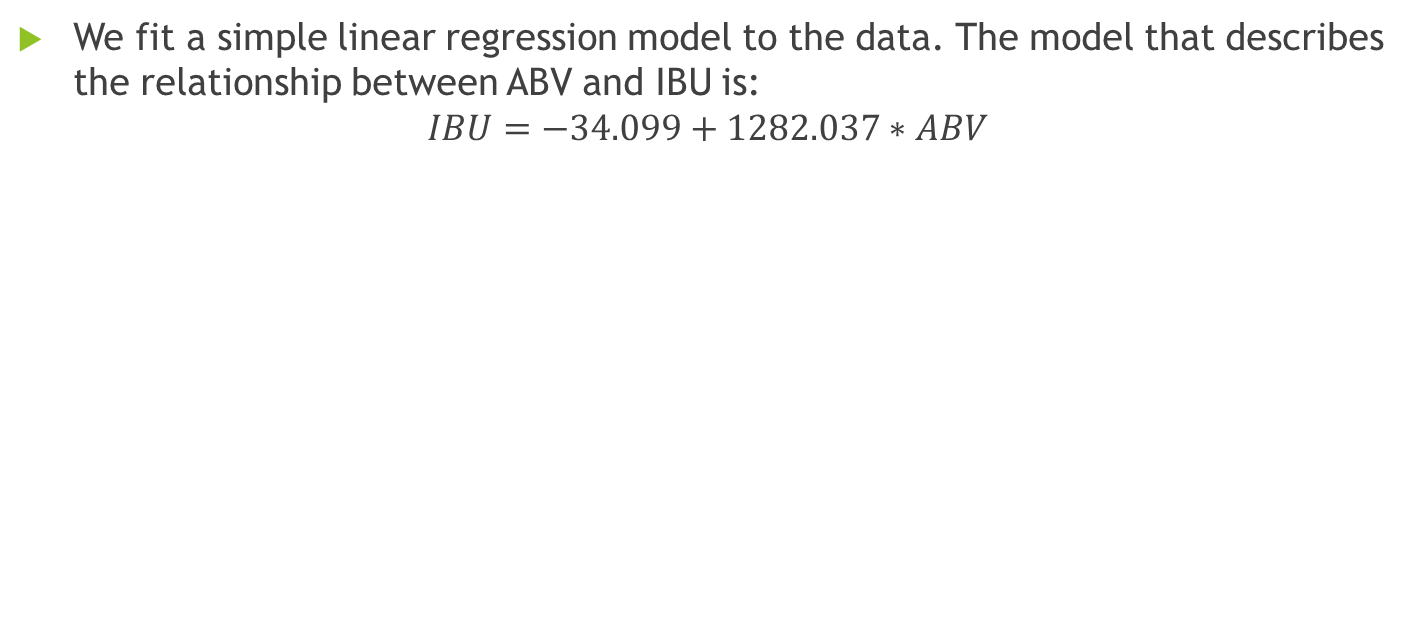 We fit a simple linear regression model to the data. The model that describes
the relationship between ABV and IBU is:
IBU = −34.099 + 1282.037 ∗ ABV